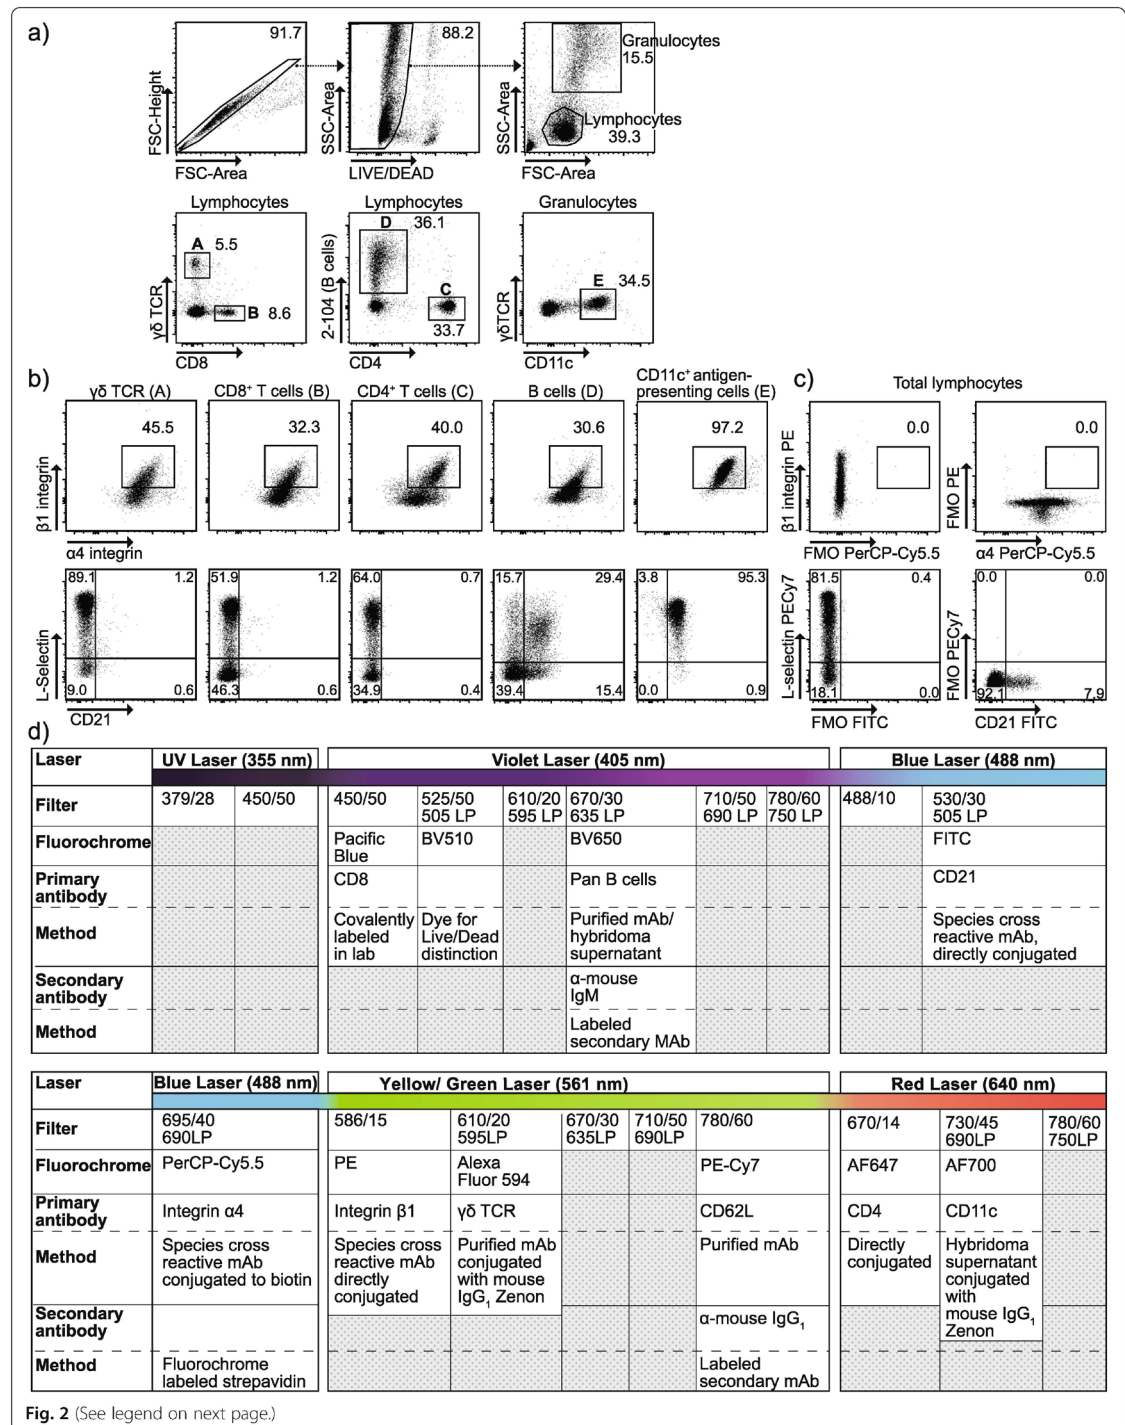 a)
91.7
FSC-Height
FSC-Area
88.2
SSC-Area
LIVE/DEAD
Granulocytes
15.5
Lymphocytes
39.3
SSC-Area
FSC-Area
Lymphocytes
A 5.5
B 8.6
γδ TCR
CD8
Lymphocytes
D 36.1
C
33.7
2-104 (B cells)
CD4
Granulocytes
E 34.5
γδTCR
CD11c
b)
γδ TCR (A)
CD8+ T cells (B)
CD4+ T cells (C)
B cells (D)
CD11c+ antigen-
presenting cells (E)
45.5
32.3
40.0
30.6
97.2
β1 integrin
α4 integrin
89.1 1.2
9.0 0.6
51.9 1.2
46.3 0.6
64.0 0.7
34.9 0.4
15.7 29.4
39.4 15.4
3.8 95.3
0.0 0.9
L-Selectin
CD21
c)
Total lymphocytes
0.0
β1 integrin PE
FMO PerCP-Cy5.5
0.0
FMO PE
α4 PerCP-Cy5.5
81.5 0.4
18.1 0.0
L-selectin PECy7
FMO FITC
0.0 0.0
92.1 7.9
FMO PECy7
CD21 FITC
d)
Laser UV Laser (355 nm) Violet Laser (405 nm) Blue Laser (488 nm)
Filter 379/28 450/50 450/50 525/50 610/20 670/30 710/50 780/60 488/10 530/30
505 LP 595 LP 635 LP 690 LP 750 LP 505 LP
Fluorochrome Pacific BV510 BV650 FITC
Blue
Primary CD8 Pan B cells CD21
antibody
Method Covalently Dye for Purified mAb/ Species cross
labeled Live/Dead hybridoma reactive mAb,
in lab distinction supernatant directly conjugated
Secondary α-mouse
antibody IgM
Method Labeled
secondary MAb
Laser Blue Laser (488 nm) Yellow/ Green Laser (561 nm) Red Laser (640 nm)
Filter 695/40 586/15 610/20 670/30 710/50 780/60 670/14 730/45 780/60
690LP 595LP 635LP 690LP 690LP 750LP
Fluorochrome PerCP-Cy5.5 PE Alexa PE-Cy7 AF647 AF700
Fluor 594
Primary Integrin α4 Integrin β1 γδ TCR CD62L CD4 CD11c
antibody
Method Species cross Species cross Purified mAb Purified mAb Directly Hybridoma
reactive mAb reactive mAb conjugated conjugated supernatant
conjugated to biotin directly with mouse conjugated
conjugated IgG1 Zenon with
Secondary α-mouse IgG1 mouse IgG1
antibody Zenon
Method Fluorochrome Labeled
labeled strepavidin secondary mAb
Fig. 2 (See legend on next page.)